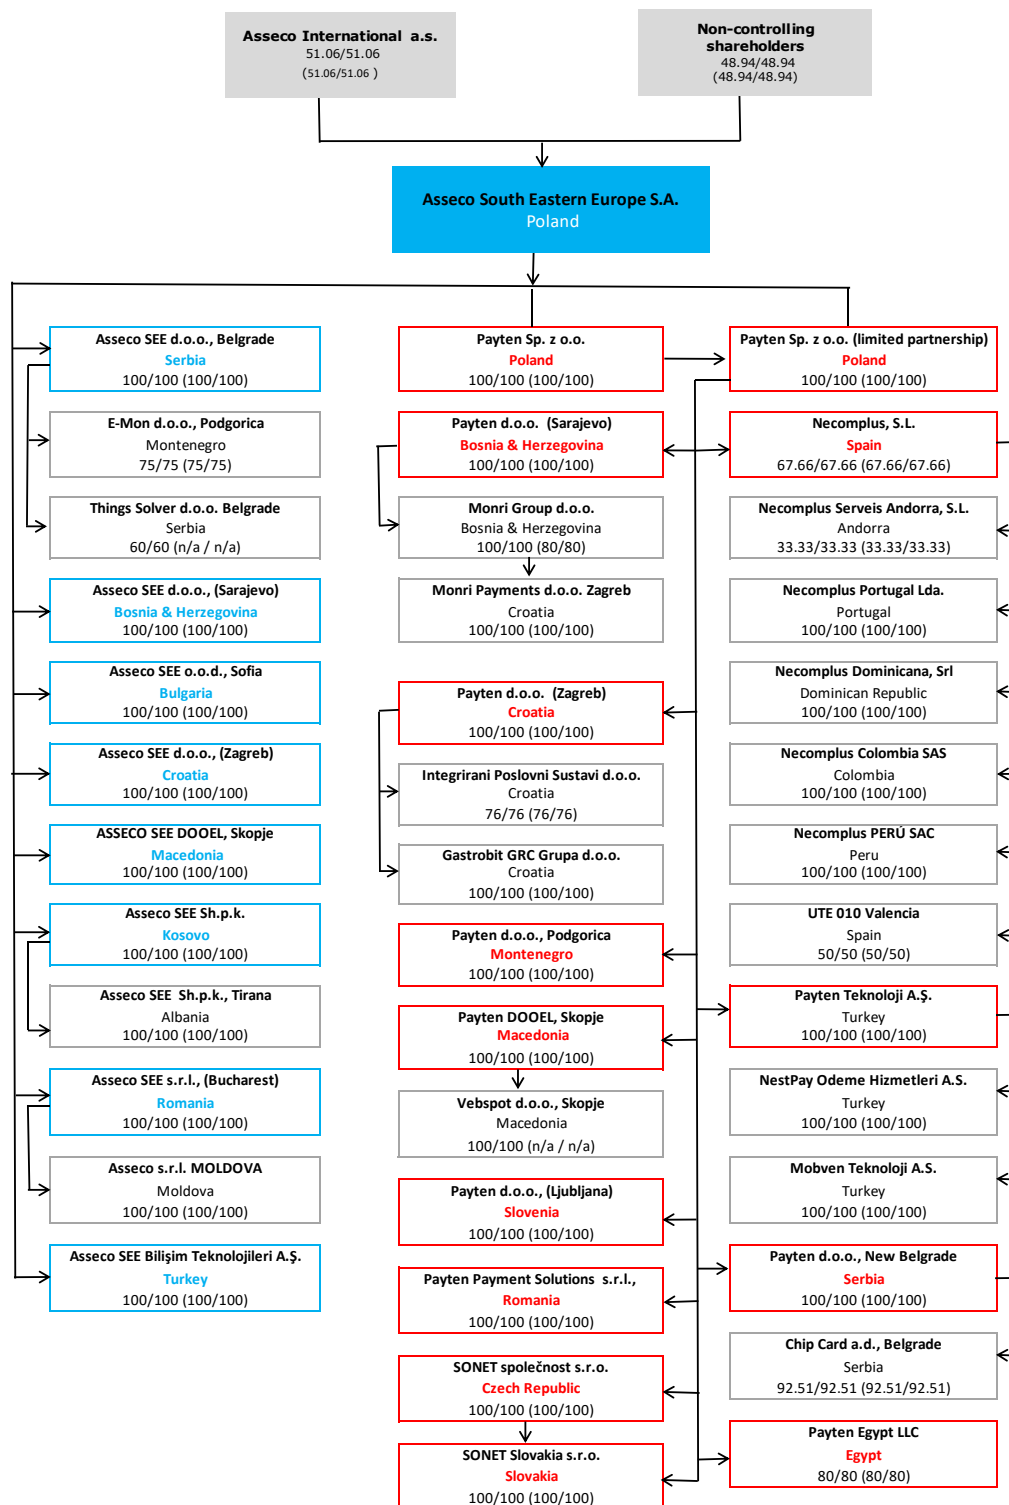 Asseco International a.s.
51.06/51.06
(51.06/51.06 )
Non-controlling
shareholders
48.94/48.94
(48.94/48.94)
Asseco South Eastern Europe S.A.
Poland
Asseco SEE d.o.o., Belgrade
Serbia
100/100 (100/100)
E-Mon d.o.o., Podgorica
Montenegro
75/75 (75/75)
Things Solver d.o.o. Belgrade
Serbia
60/60 (n/a / n/a)
Asseco SEE d.o.o., (Sarajevo)
Bosnia & Herzegovina
100/100 (100/100)
Asseco SEE o.o.d., Sofia
Bulgaria
100/100 (100/100)
Asseco SEE d.o.o., (Zagreb)
Croatia
100/100 (100/100)
ASSECO SEE DOOEL, Skopje
Macedonia
100/100 (100/100)
Asseco SEE Sh.p.k.
Kosovo
100/100 (100/100)
Asseco SEE  Sh.p.k., Tirana
Albania
100/100 (100/100)
Asseco SEE s.r.l., (Bucharest)
Romania
100/100 (100/100)
Asseco s.r.l. MOLDOVA
Moldova
100/100 (100/100)
Asseco SEE Bilişim Teknolojileri A.Ş.
Turkey
100/100 (100/100)
Payten Sp. z o.o.
Poland
100/100 (100/100)
Payten d.o.o.  (Sarajevo)
Bosnia & Herzegovina
100/100 (100/100)
Monri Group d.o.o.
Bosnia & Herzegovina
100/100 (80/80)
Monri Payments d.o.o. Zagreb
Croatia
100/100 (100/100)
Payten d.o.o.  (Zagreb)
Croatia
100/100 (100/100)
Integrirani Poslovni Sustavi d.o.o.
Croatia
76/76 (76/76)
Gastrobit GRC Grupa d.o.o.
Croatia
100/100 (100/100)
Payten d.o.o., Podgorica
Montenegro
100/100 (100/100)
Payten DOOEL, Skopje
Macedonia
100/100 (100/100)
Vebspot d.o.o., Skopje
Macedonia
100/100 (n/a / n/a)
Payten d.o.o., (Ljubljana)
Slovenia
100/100 (100/100)
Payten Payment Solutions  s.r.l.,
Romania
100/100 (100/100)
SONET společnost s.r.o.
Czech Republic
100/100 (100/100)
SONET Slovakia s.r.o.
Slovakia
100/100 (100/100)
Payten Sp. z o.o. (limited partnership)
Poland
100/100 (100/100)
Necomplus, S.L.
Spain
67.66/67.66 (67.66/67.66)
Necomplus Serveis Andorra, S.L.
Andorra
33.33/33.33 (33.33/33.33)
Necomplus Portugal Lda.
Portugal
100/100 (100/100)
Necomplus Dominicana, Srl
Dominican Republic
100/100 (100/100)
Necomplus Colombia SAS
Colombia
100/100 (100/100)
Necomplus PERÚ SAC
Peru
100/100 (100/100)
UTE 010 Valencia
Spain
50/50 (50/50)
Payten Teknoloji A.Ş.
Turkey
100/100 (100/100)
NestPay Odeme Hizmetleri A.S.
Turkey
100/100 (100/100)
Mobven Teknoloji A.S.
Turkey
100/100 (100/100)
Payten d.o.o., New Belgrade
Serbia
100/100 (100/100)
Chip Card a.d., Belgrade
Serbia
92.51/92.51 (92.51/92.51)
Payten Egypt LLC
Egypt
80/80 (80/80)